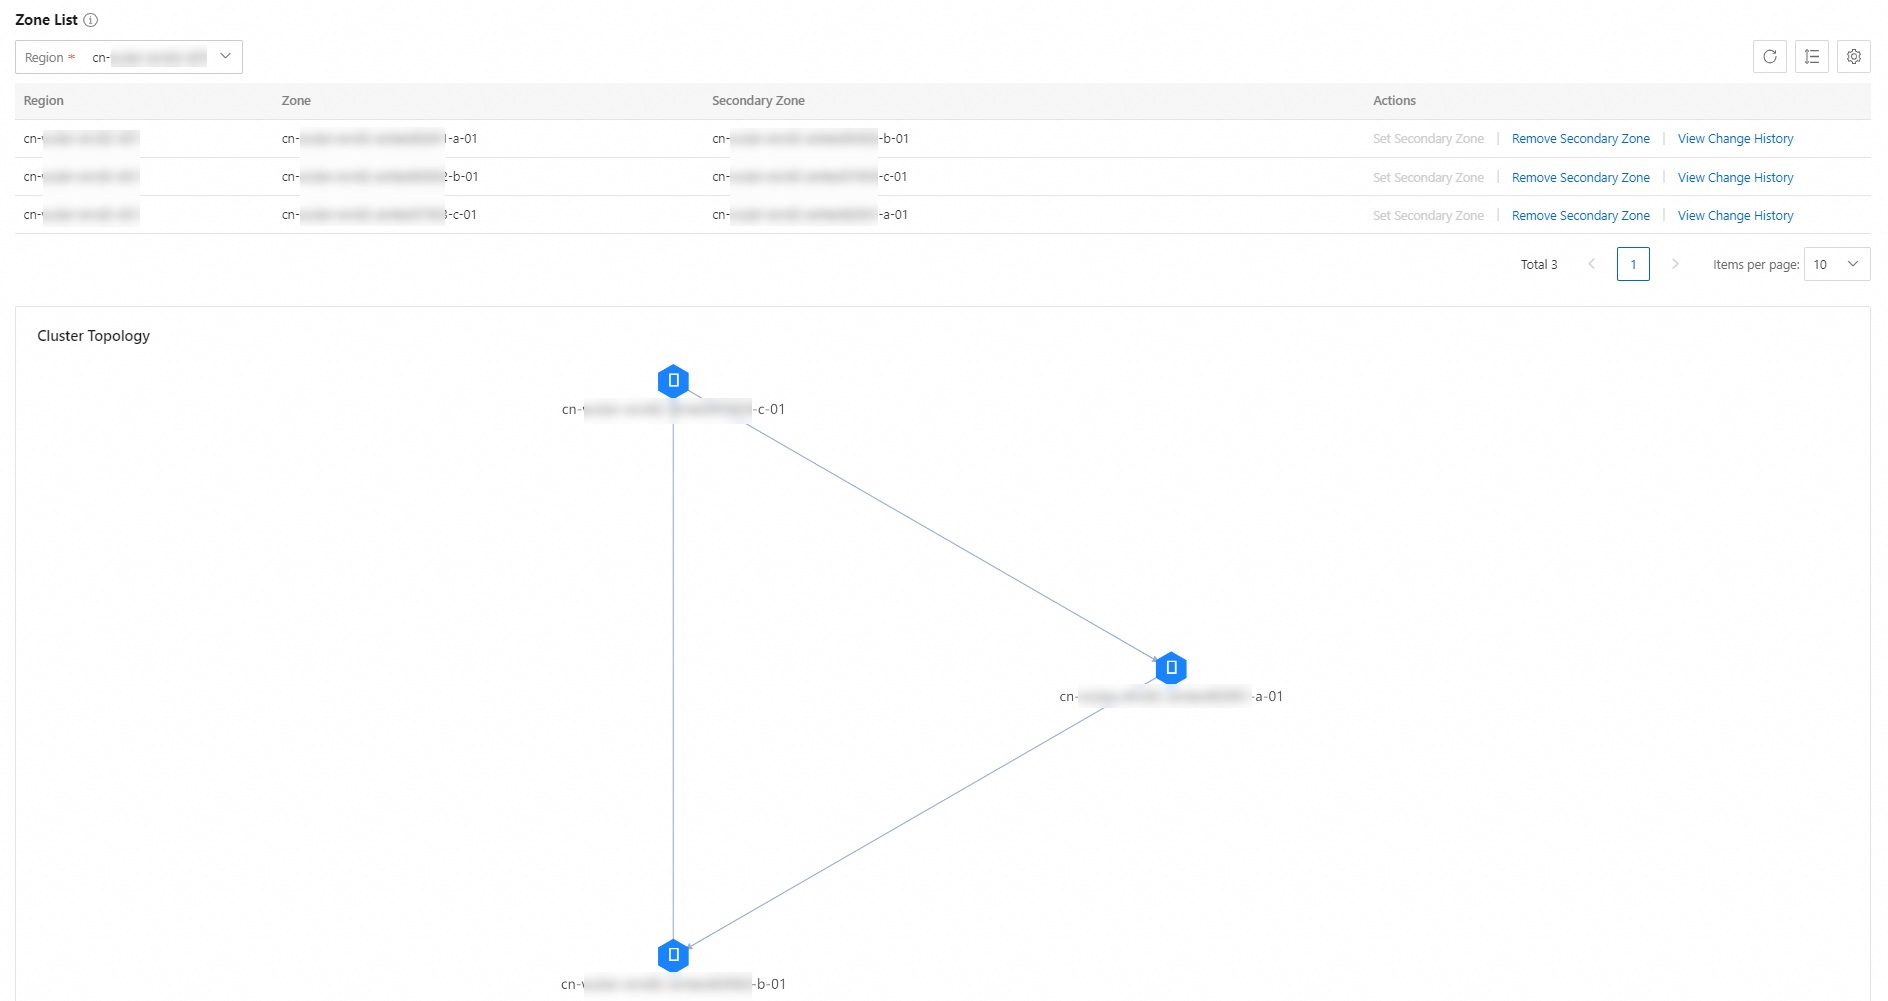 Zone List
Region * cn-
Region Zone Secondary Zone Actions
cn- -a-01 cn- -b-01 Set Secondary Zone | Remove Secondary Zone | View Change History
cn- -b-01 cn- -c-01 Set Secondary Zone | Remove Secondary Zone | View Change History
cn- -c-01 cn- -a-01 Set Secondary Zone | Remove Secondary Zone | View Change History
Total 3 < 1 > Items per page: 10
Cluster Topology
cn- -c-01
cn- -a-01
cn- -b-01